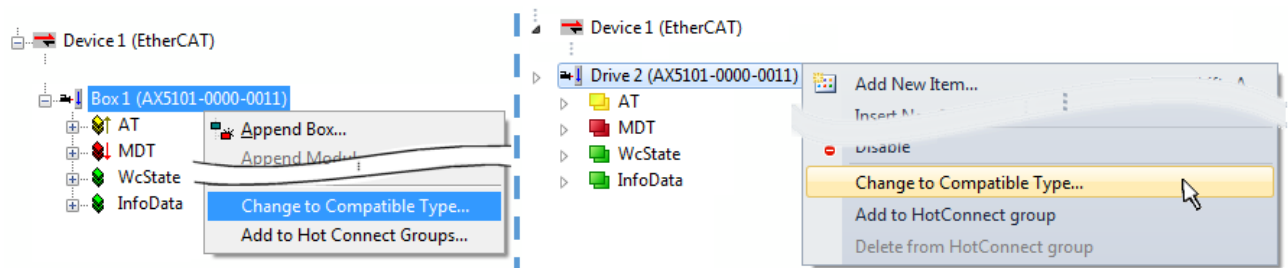 Device 1 (EtherCAT)
Box 1 (AX5101-0000-0011)
AT
MDT
WcState
InfoData
Append Box...
Append
Change to Compatible Type...
Add to Hot Connect Groups...
Device 1 (EtherCAT)
Drive 2 (AX5101-0000-0011)
AT
MDT
WcState
InfoData
Add New Item...
Insert
Disable
Change to Compatible Type...
Add to HotConnect group
Delete from HotConnect group